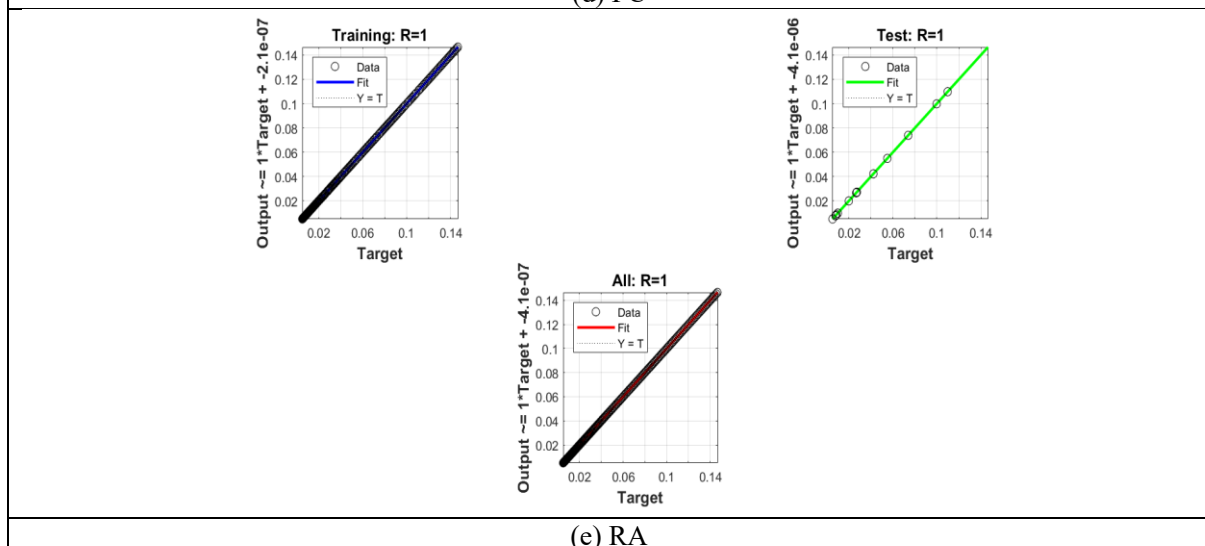 Training: R=1
Output ~= 1*Target + -2.1e-07
0.14
0.12
0.1
0.08
0.06
0.04
0.02
Data
Fit
Y = T
0.02 0.06 0.1 0.14
Target
Test: R=1
Output ~= 1*Target + -4.1e-06
0.14
0.12
0.1
0.08
0.06
0.04
0.02
Data
Fit
Y = T
0.02 0.06 0.1 0.14
Target
All: R=1
Output ~= 1*Target + -4.1e-07
0.14
0.12
0.1
0.08
0.06
0.04
0.02
Data
Fit
Y = T
0.02 0.06 0.1 0.14
Target
(e) RA